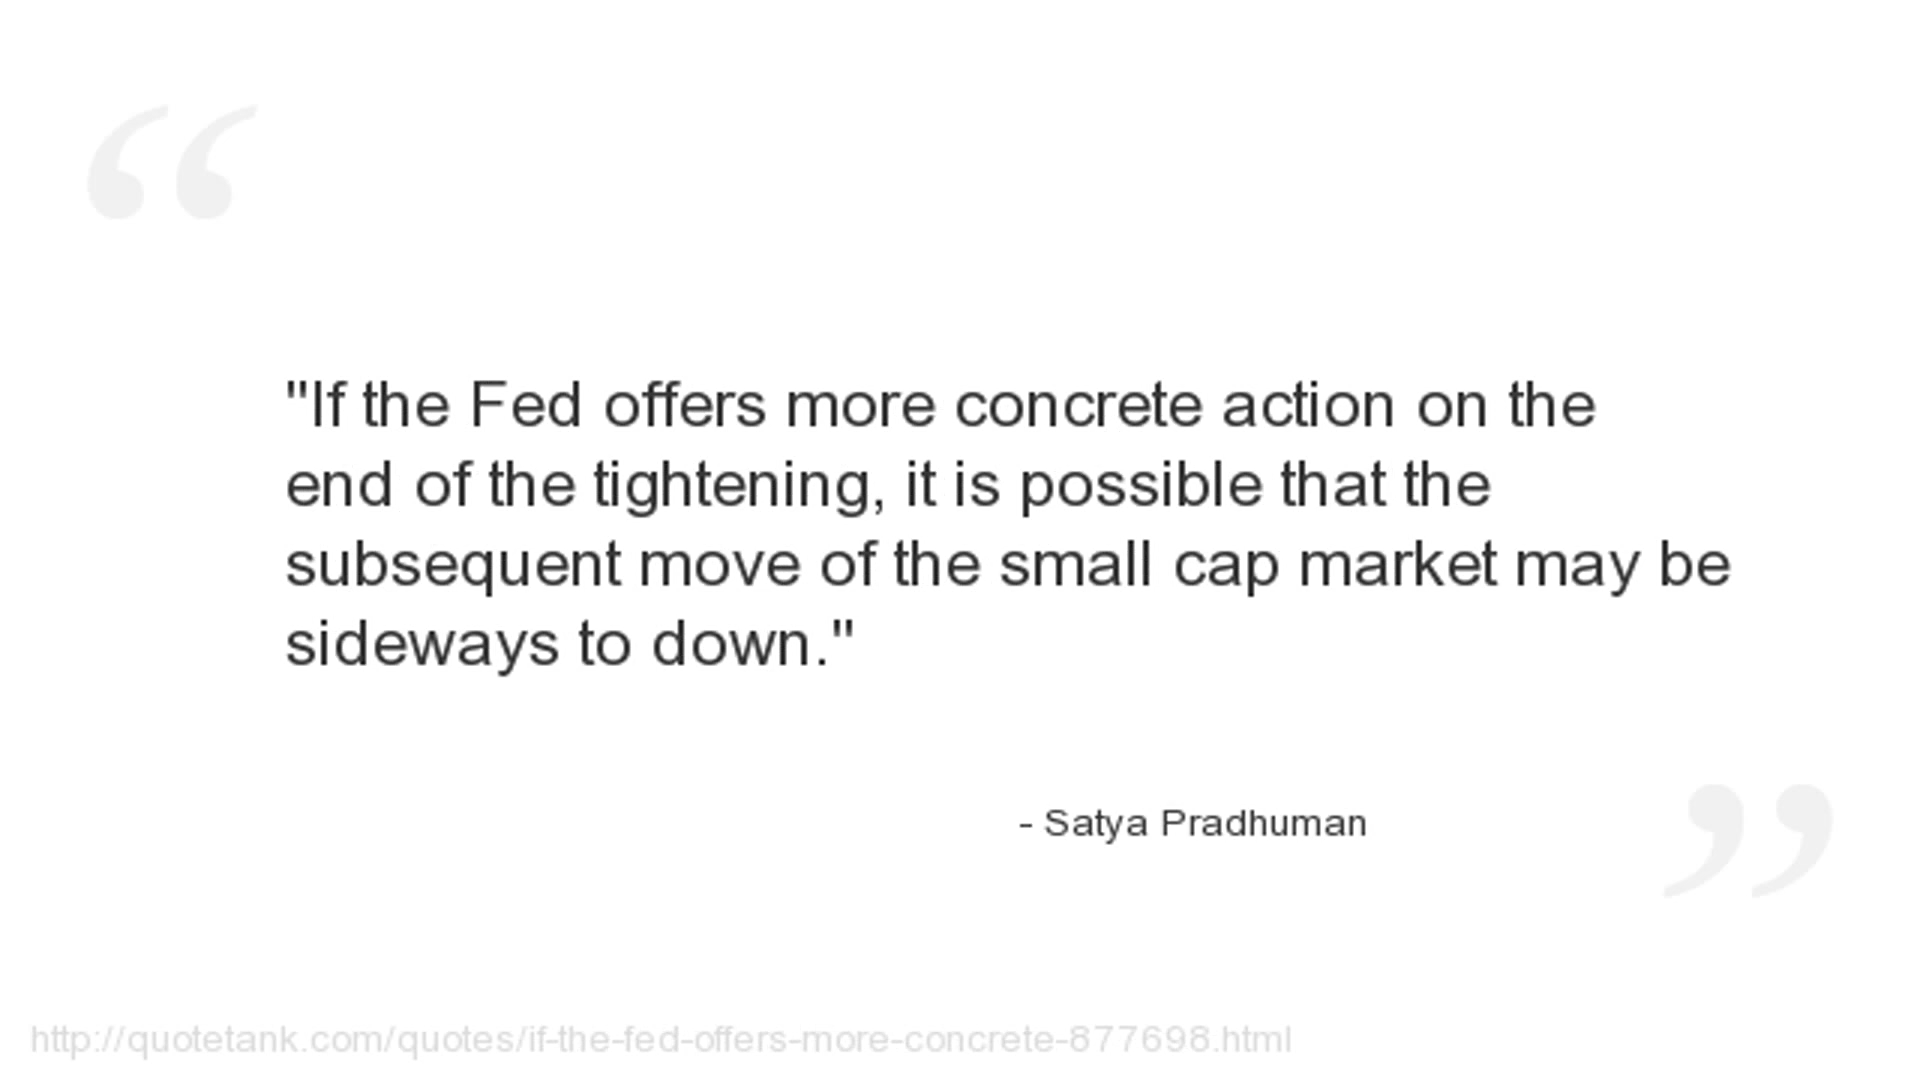 "If the Fed offers more concrete action on the
end of the tightening, it is possible that the
subsequent move of the small cap market may be
sideways to down."
- Satya Pradhuman
http://quotetank.com/quotes/if-the-fed-offers-more-concrete-877698.html